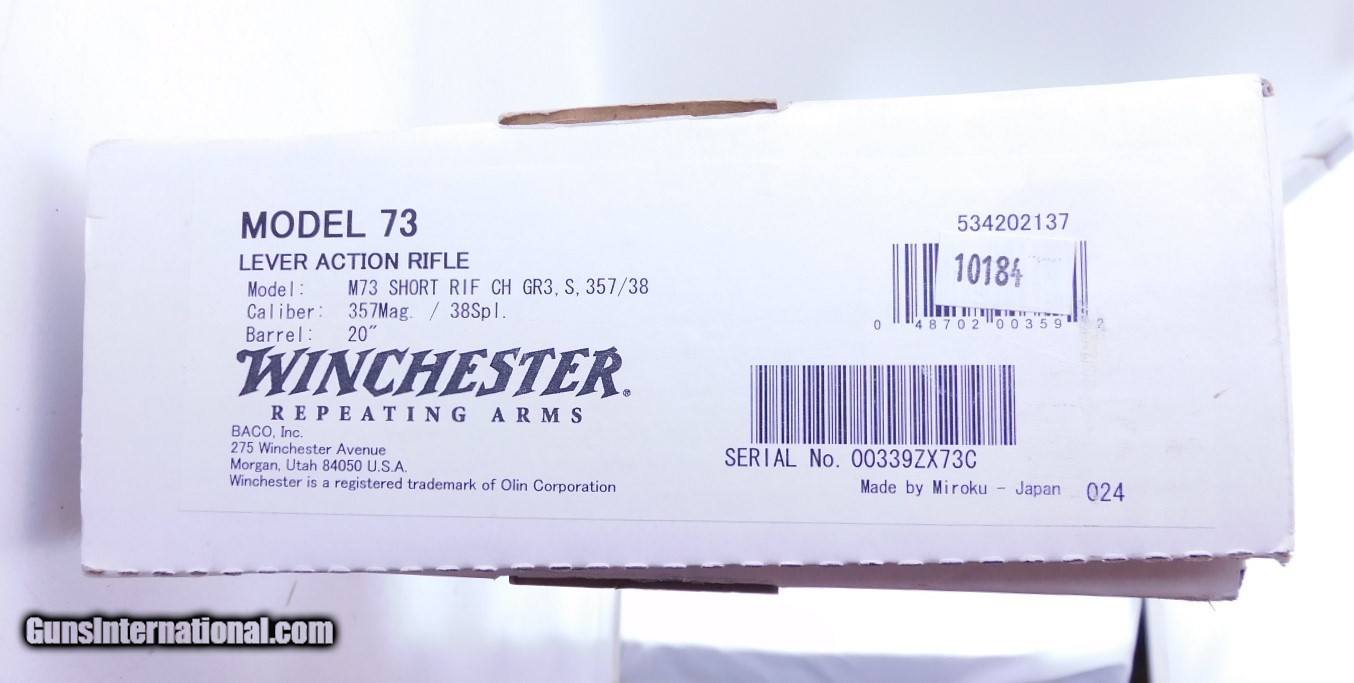 MODEL 73
LEVER ACTION RIFLE
Model: M73 SHORT RIF CH GR3, S, 357/38
Caliber: 357Mag. / 38Spl.
Barrel: 20″
WINCHESTER®
REPEATING ARMS
BACO, Inc.
275 Winchester Avenue
Morgan, Utah 84050 U.S.A.
Winchester is a registered trademark of Olin Corporation
534202137
10184
0 48702 00359 2
SERIAL No. 00339ZX73C
Made by Miroku - Japan 024
GunsInternational.com